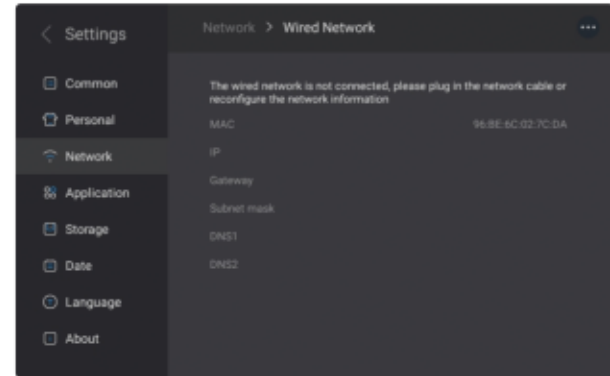 Settings
Network > Wired Network
Common
Personal
Network
Application
Storage
Date
Language
About
The wired network is not connected, please plug in the network cable or
reconfigure the network information
MAC 96:BE:6C:02:7C:DA
IP
Gateway
Subnet mask
DNS1
DNS2